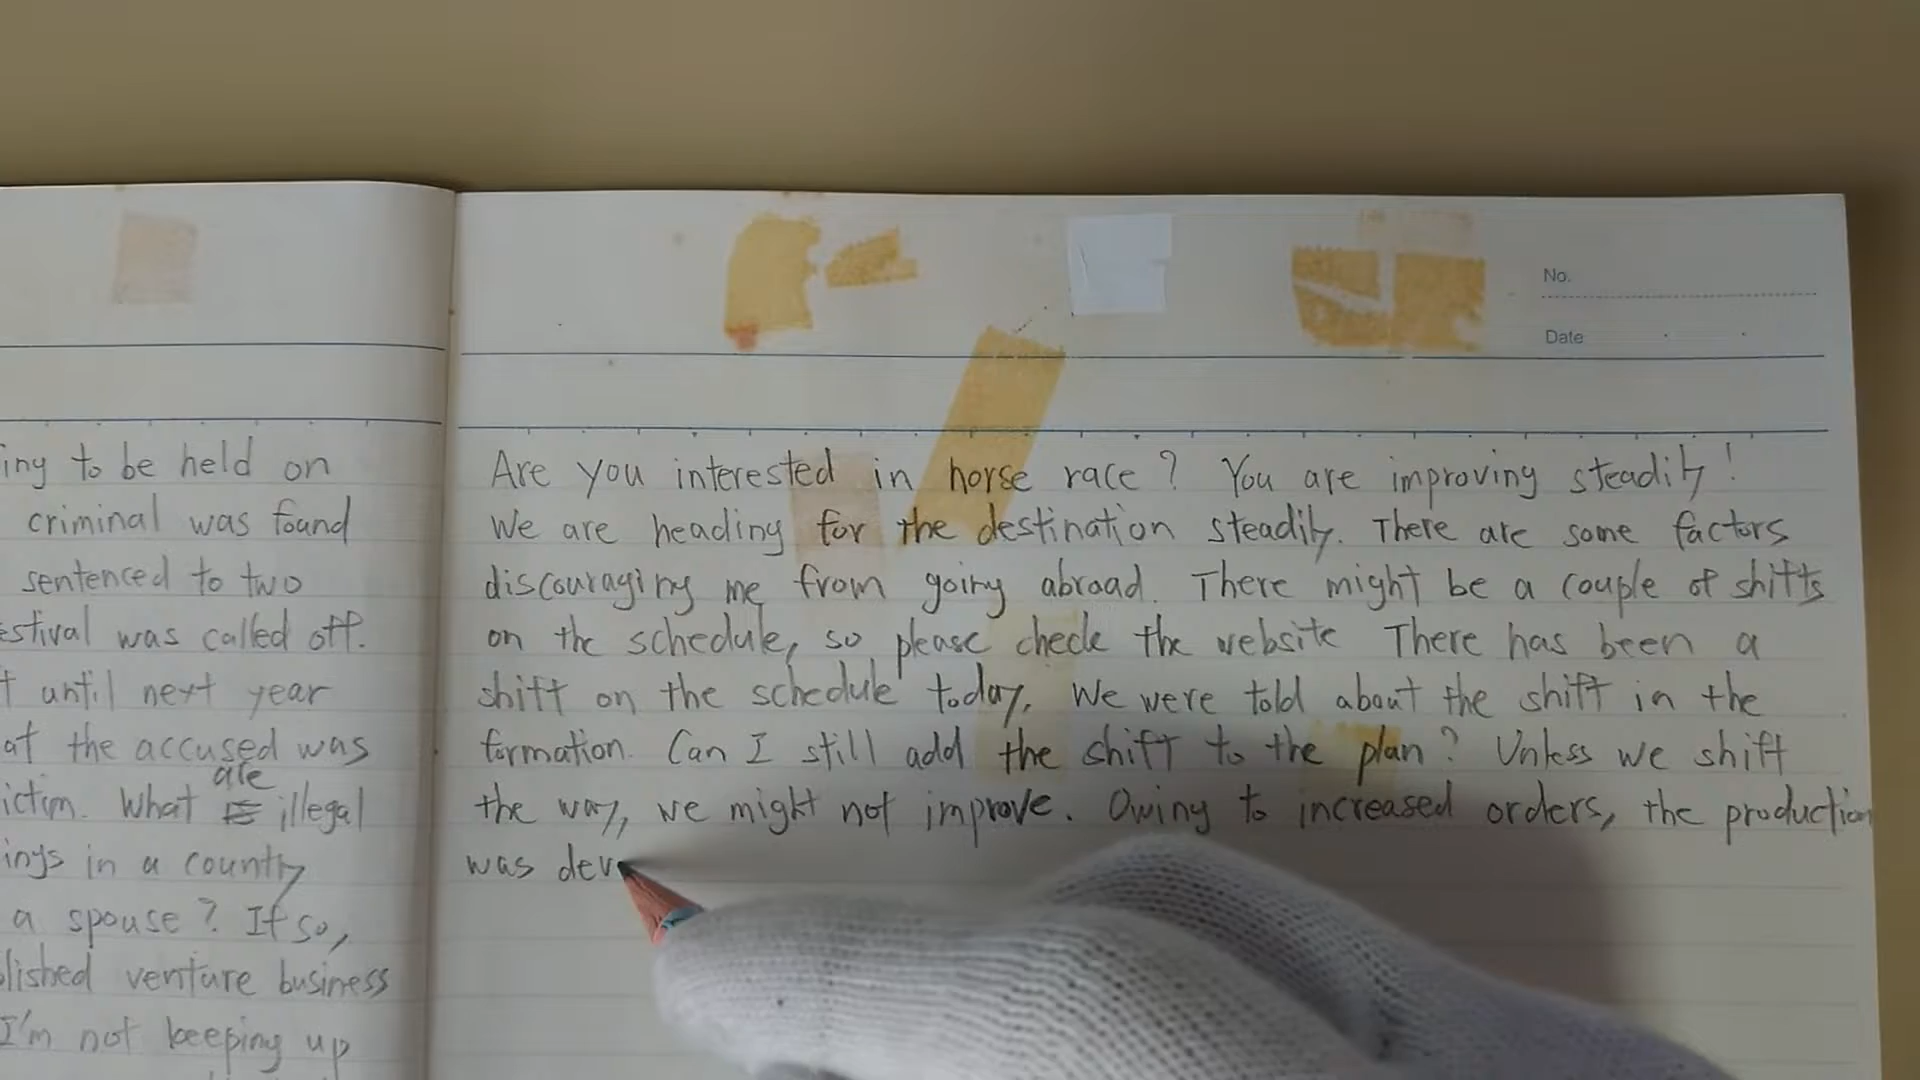 iny to be held on
criminal was found
sentenced to two
estival was called off.
t until next year
at the accused was
are
ictim. What illegal
inys in a country
a spouse? If so,
blished venture business
I'm not keeping up
No.
Date
Are you interested in horse race? You are improving steadily!
We are heading for the destination steadily. There are some factors
discouraging me from going abroad. There might be a couple of shifts
on the schedule, so please check the website There has been a
shift on the schedule today. We were told about the shift in the
formation. Can I still add the shift to the plan? Unless we shift
the way, we might not improve. Owing to increased orders, the production
was dev